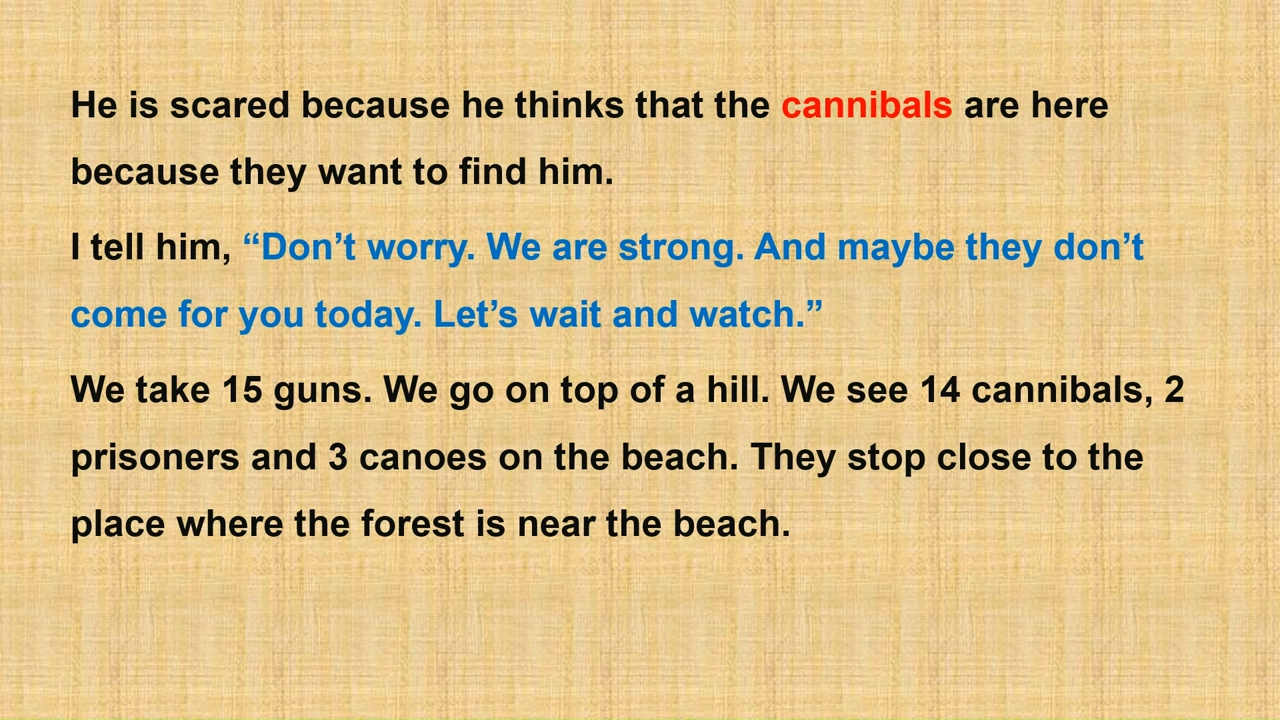 He is scared because he thinks that the cannibals are here
because they want to find him.
I tell him, “Don’t worry. We are strong. And maybe they don’t
come for you today. Let’s wait and watch.”
We take 15 guns. We go on top of a hill. We see 14 cannibals, 2
prisoners and 3 canoes on the beach. They stop close to the
place where the forest is near the beach.